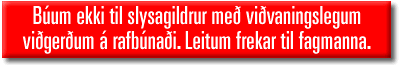 Búum ekki til slysagildrur með viðvaningslegum
viðgerðum á rafbúnaði. Leitum frekar til fagmanna.